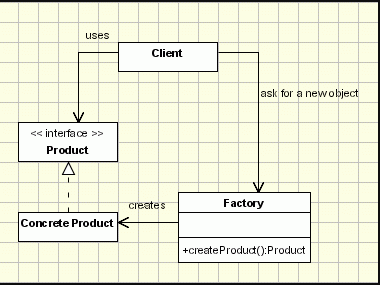 uses
Client
ask for a new object
<< interface >>
Product
creates
Factory
Concrete Product
+createProduct():Product